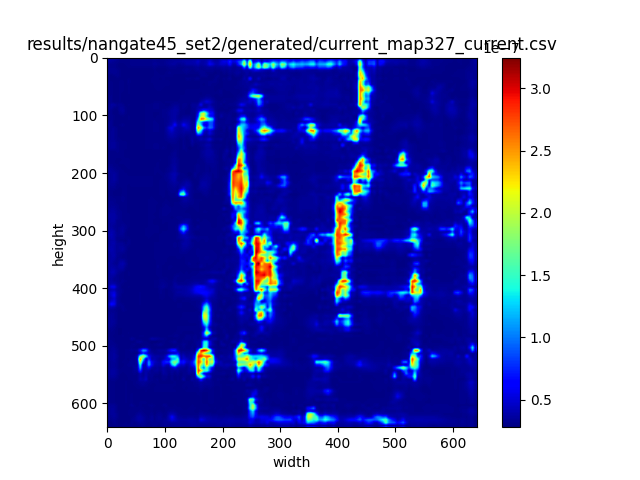 results/nangate45_set2/generated/current_map327_current.csv
1e−7
0
100
200
300
400
500
600
height
0 100 200 300 400 500 600
width
3.0
2.5
2.0
1.5
1.0
0.5